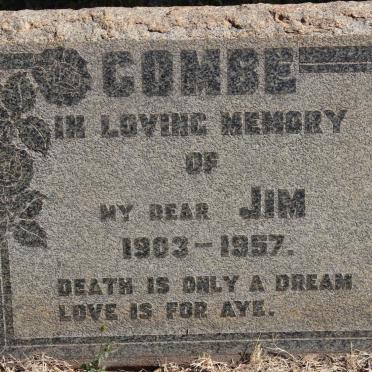 COMBE
IN LOVING MEMORY
OF
MY DEAR JIM
1903 – 1957.
DEATH IS ONLY A DREAM
LOVE IS FOR AYE.